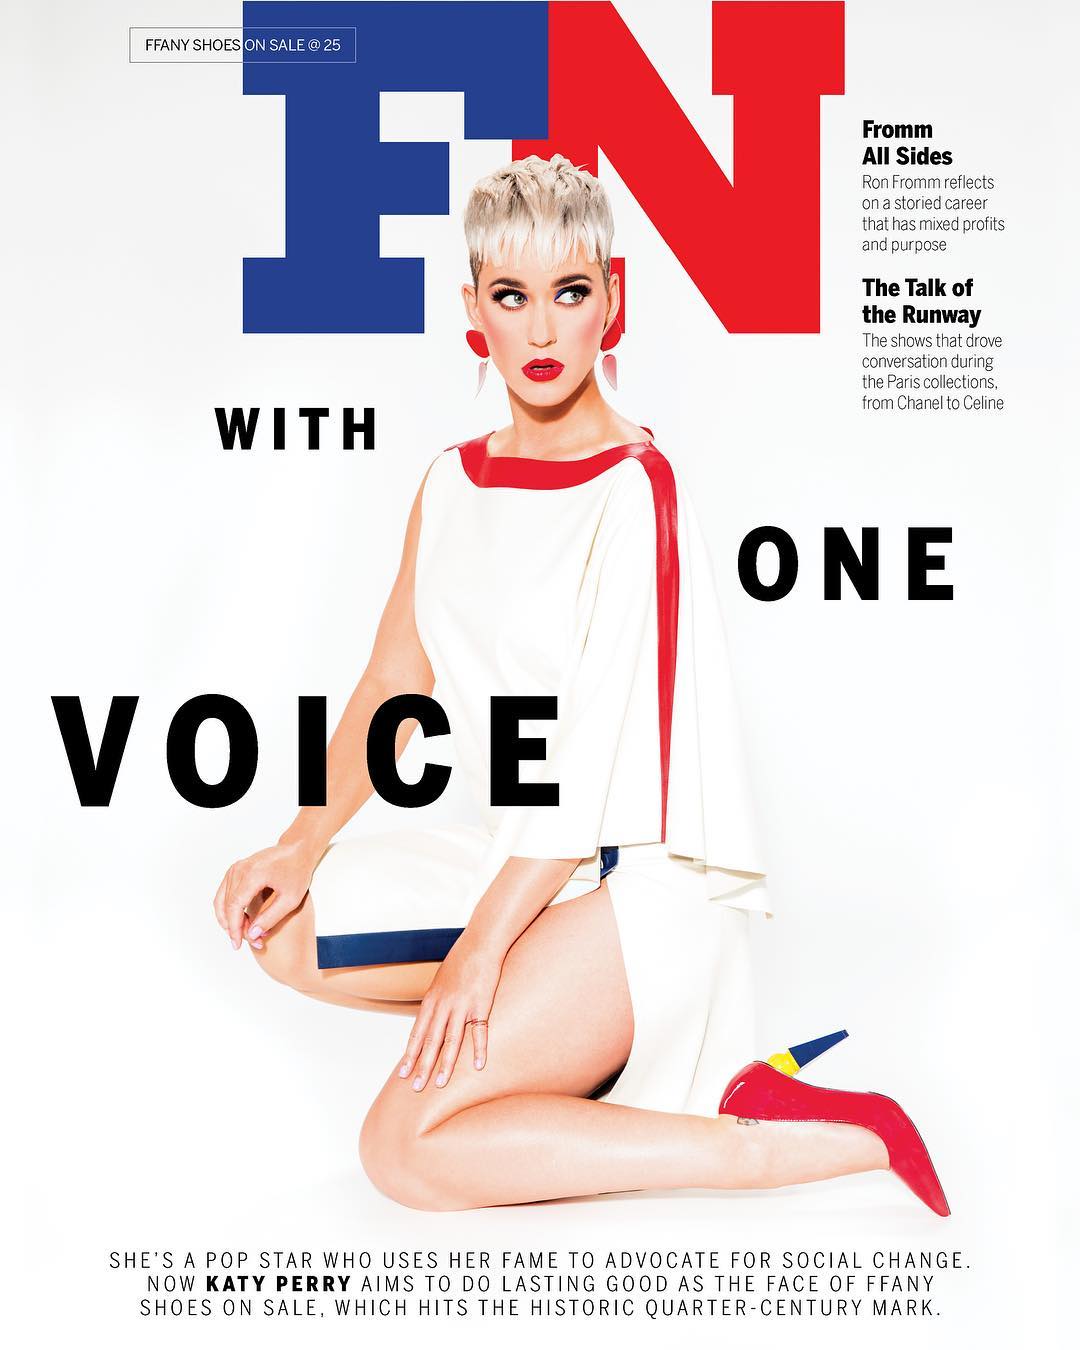 FFANY SHOES ON SALE @ 25
FN
Fromm
All Sides
Ron Fromm reflects
on a storied career
that has mixed profits
and purpose
The Talk of
the Runway
The shows that drove
conversation during
the Paris collections,
from Chanel to Celine
WITH
ONE
VOICE
SHE'S A POP STAR WHO USES HER FAME TO ADVOCATE FOR SOCIAL CHANGE.
NOW KATY PERRY AIMS TO DO LASTING GOOD AS THE FACE OF FFANY
SHOES ON SALE, WHICH HITS THE HISTORIC QUARTER-CENTURY MARK.